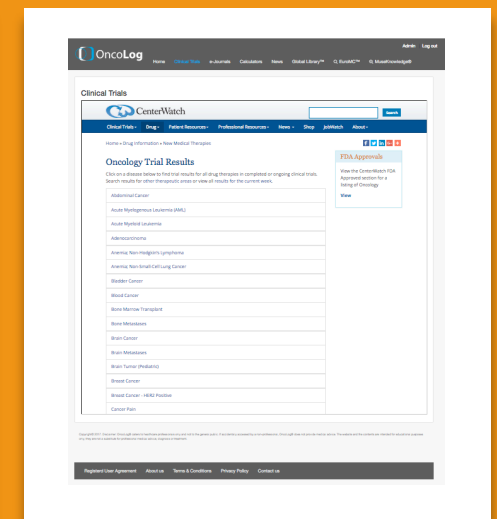 Admin Log out
OncoLog
Home Clinical Trials e-Journals Calculators News Global Library™ Q, EuroMC™ Q, MuseKnowledge®
Clinical Trials
CenterWatch
Search
Clinical Trials Drug Patient Resources Professional Resources News Shop JobWatch About
Home » Drug Information » New Medical Therapies
Oncology Trial Results
Click on a disease below to find trial results for all drug therapies in completed or ongoing clinical trials.
Search results for other therapeutic areas or view all results for the current week.
FDA Approvals
View the CenterWatch FDA
Approved section for a
listing of Oncology
View
Abdominal Cancer
Acute Myelogenous Leukemia (AML)
Acute Myeloid Leukemia
Adenocarcinoma
Anemia; Non-Hodgkin's Lymphoma
Anemia; Non-Small-Cell Lung Cancer
Bladder Cancer
Blood Cancer
Bone Marrow Transplant
Bone Metastases
Brain Cancer
Brain Metastases
Brain Tumor (Pediatric)
Breast Cancer
Breast Cancer - HER2 Positive
Cancer Pain
Registered User Agreement About us Terms & Conditions Privacy Policy Contact us